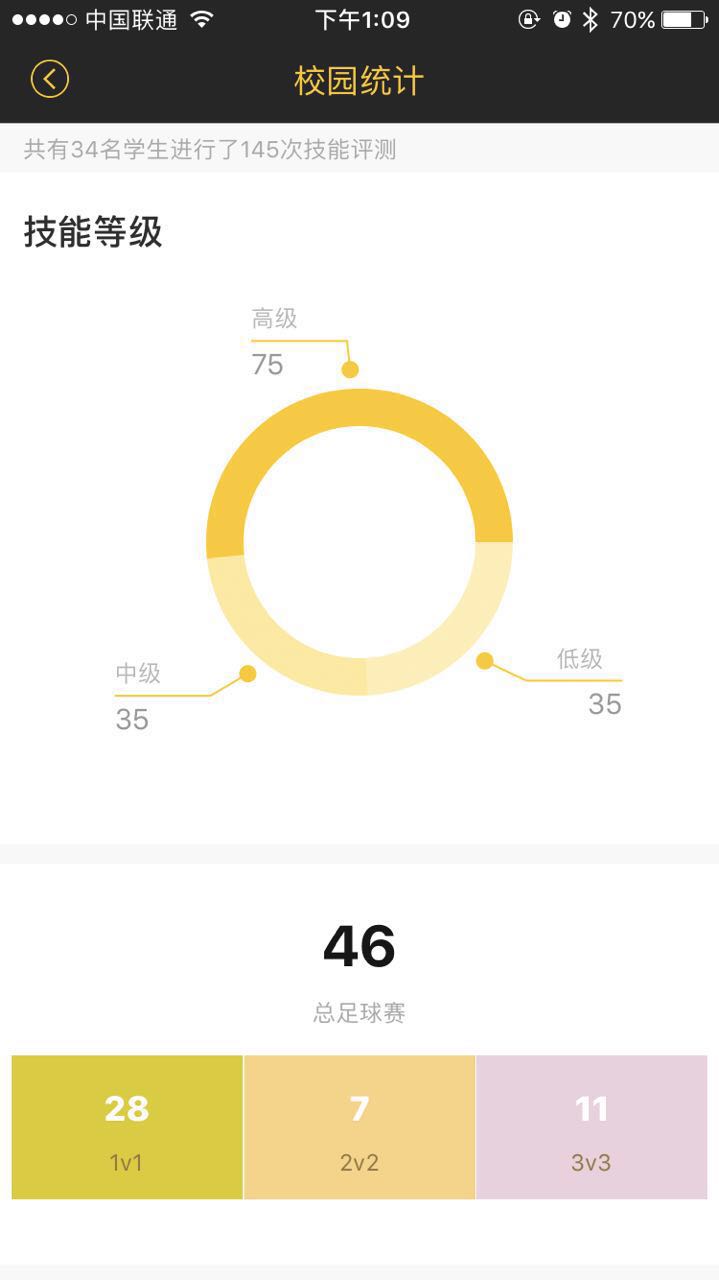 中国联通 下午1:09 70%
校园统计
共有34名学生进行了145次技能评测
技能等级
高级
75
低级
35
中级
35
46
总足球赛
28 7 11
1v1 2v2 3v3